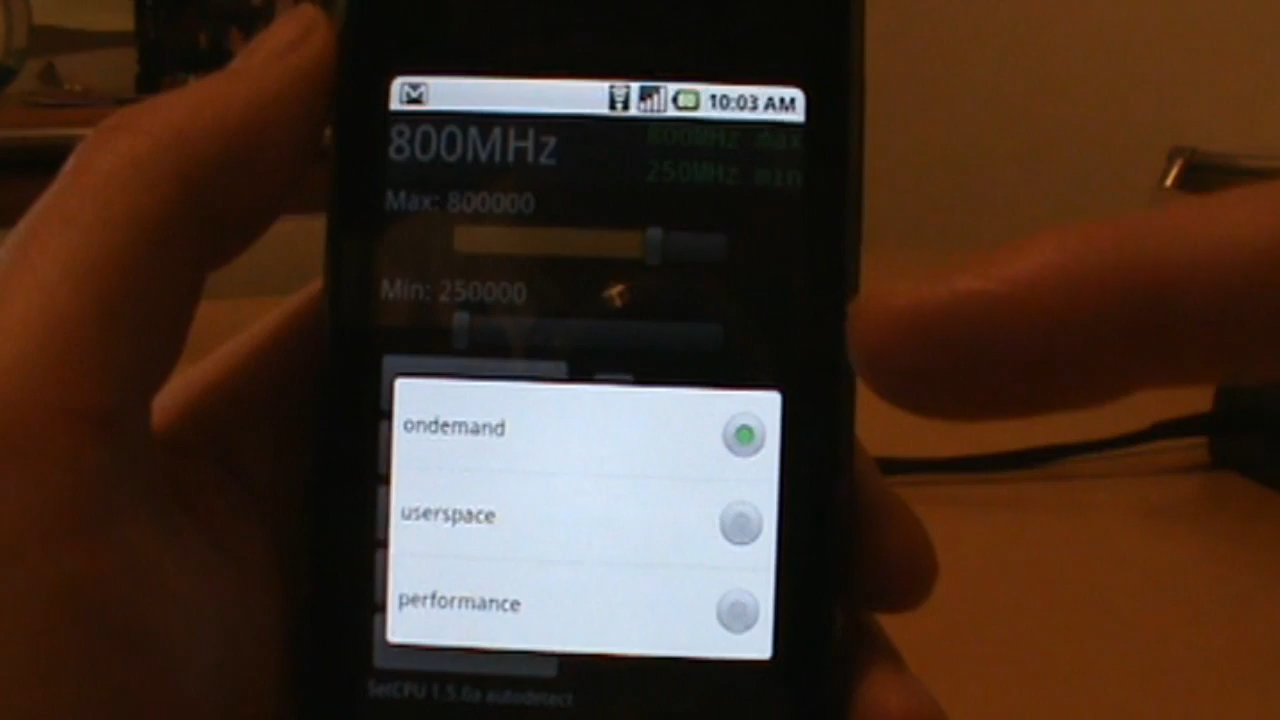 10:03 AM
800MHz
800MHz max
250MHz min
Max: 800000
Min: 250000
ondemand
userspace
performance
SetCPU 1.5.6a autodetect